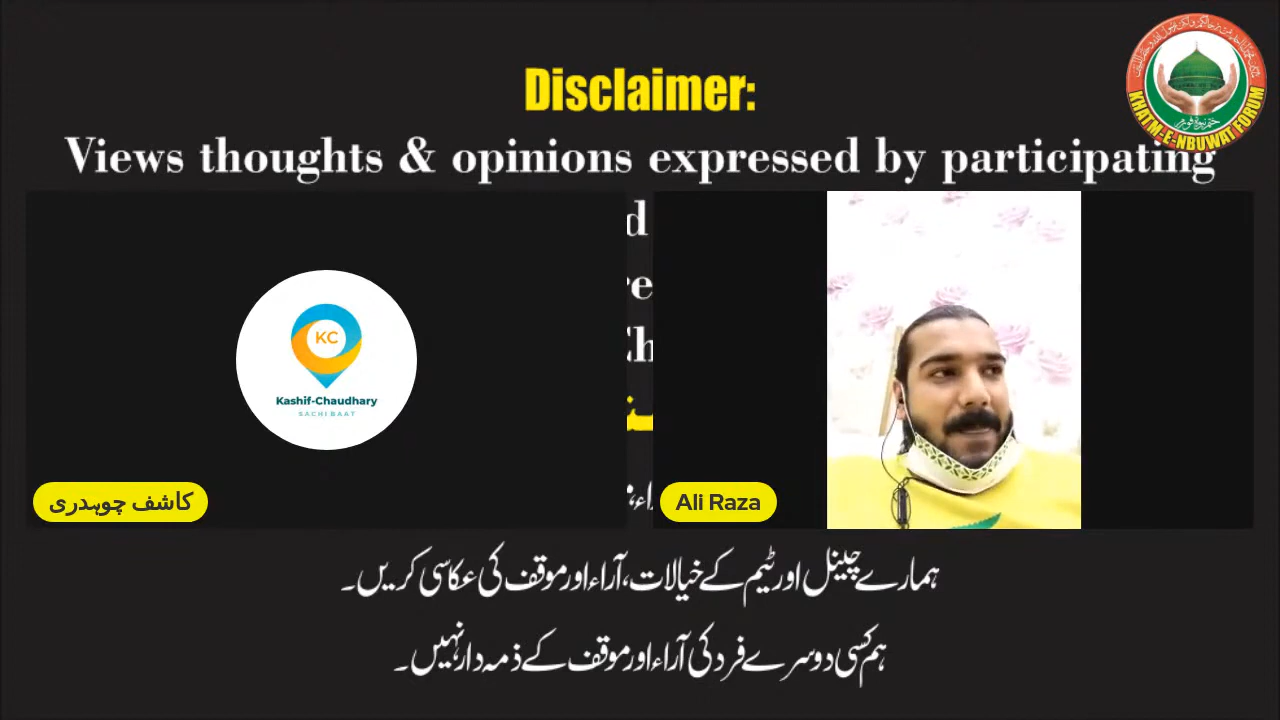 Disclaimer:
KHATM-E-NBUWAT FORUM
Views thoughts & opinions expressed by participating
KC
Kashif-Chaudhary
SACHI BAAT
کاشف چوہدری
Ali Raza
ہمارے چینل اور ٹیم کے خیالات، آراء اور موقف کی عکاسی کریں۔
ہم کسی دوسرے فرد کی آراء اور موقف کے ذمہ دار نہیں۔